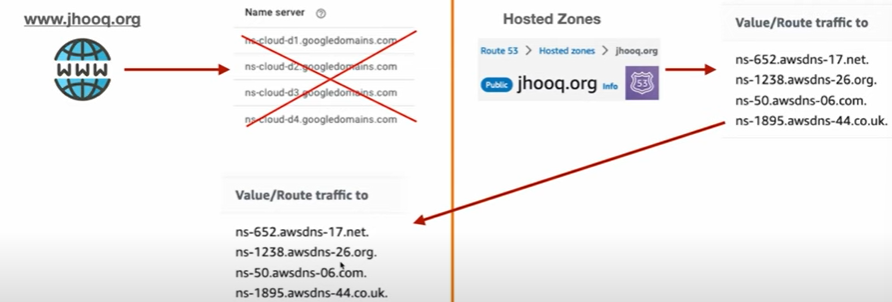 www.jhooq.org
WWW
Name server
ns-cloud-d1.googledomains.com
ns-cloud-d2.googledomains.com
ns-cloud-d3.googledomains.com
ns-cloud-d4.googledomains.com
Value/Route traffic to
ns-652.awsdns-17.net.
ns-1238.awsdns-26.org.
ns-50.awsdns-06.com.
ns-1895.awsdns-44.co.uk.
Hosted Zones
Route 53 > Hosted zones > jhooq.org
Public jhooq.org Info 53
Value/Route traffic to
ns-652.awsdns-17.net.
ns-1238.awsdns-26.org.
ns-50.awsdns-06.com.
ns-1895.awsdns-44.co.uk.